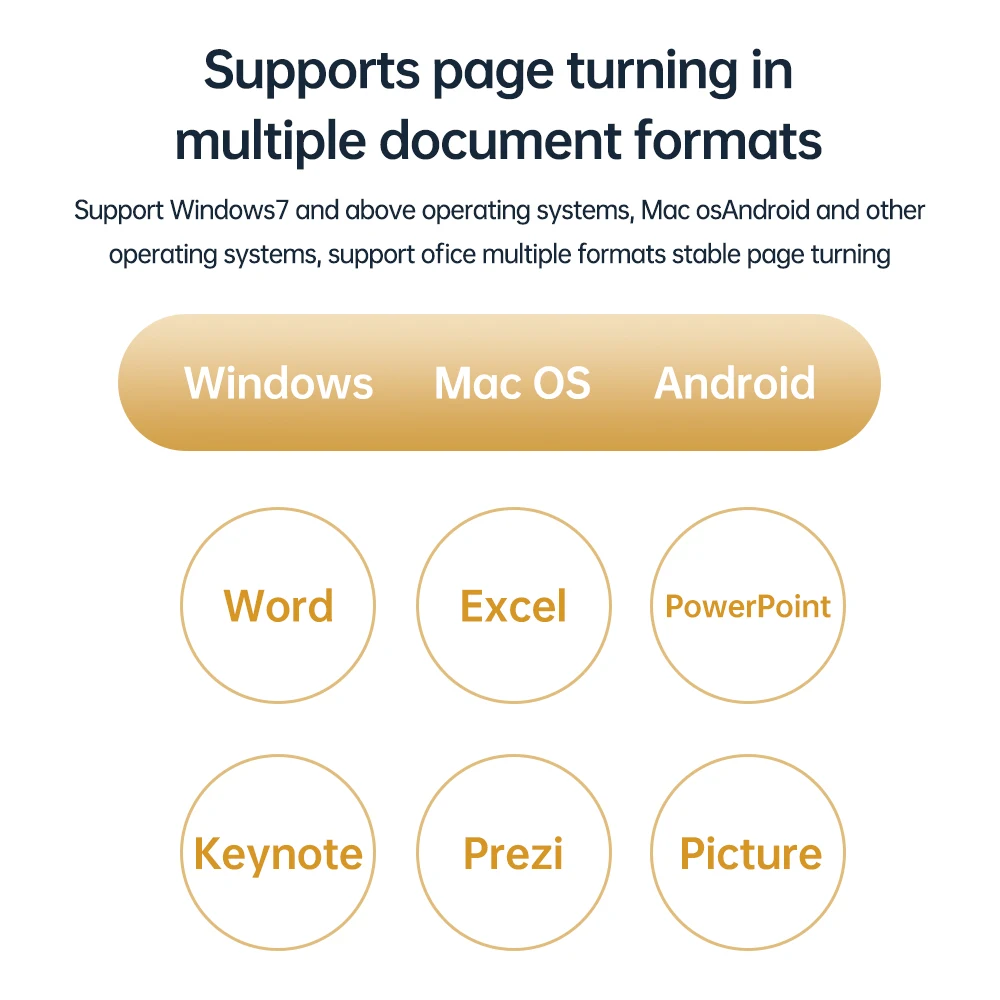 Supports page turning in
multiple document formats
Support Windows7 and above operating systems, Mac osAndroid and other
operating systems, support ofice multiple formats stable page turning
Windows Mac OS Android
Word Excel PowerPoint
Keynote Prezi Picture